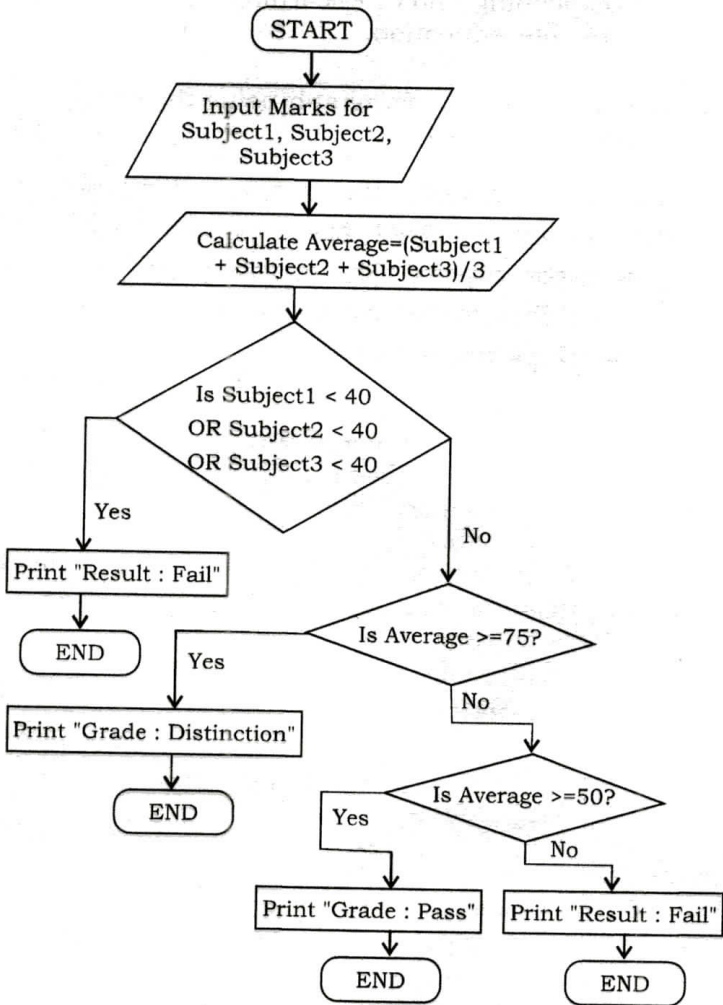 START
Input Marks for
Subject1, Subject2,
Subject3
Calculate Average=(Subject1
+ Subject2 + Subject3)/3
Is Subject1 < 40
OR Subject2 < 40
OR Subject3 < 40
Yes
No
Print "Result : Fail"
END
Is Average >=75?
Yes
No
Print "Grade : Distinction"
END
Is Average >=50?
Yes
No
Print "Grade : Pass"
Print "Result : Fail"
END
END